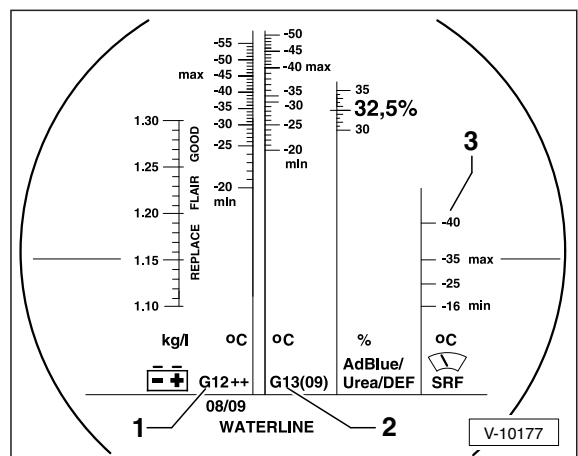 -55
-50
-45
max
-40
-35
-30
-25
-20
mIn
-50
-45
-40 max
-35
-30
-25
-20
mIn
35
32,5%
30
3
-40
-35 max
-25
-16 min
1.30
1.25
1.20
1.15
1.10
GOOD
FLAIR
REPLACE
kg/l
oC
oC
%
oC
AdBlue/
Urea/DEF
SRF
- +
G12++
G13(09)
08/09
WATERLINE
1
2
V-10177